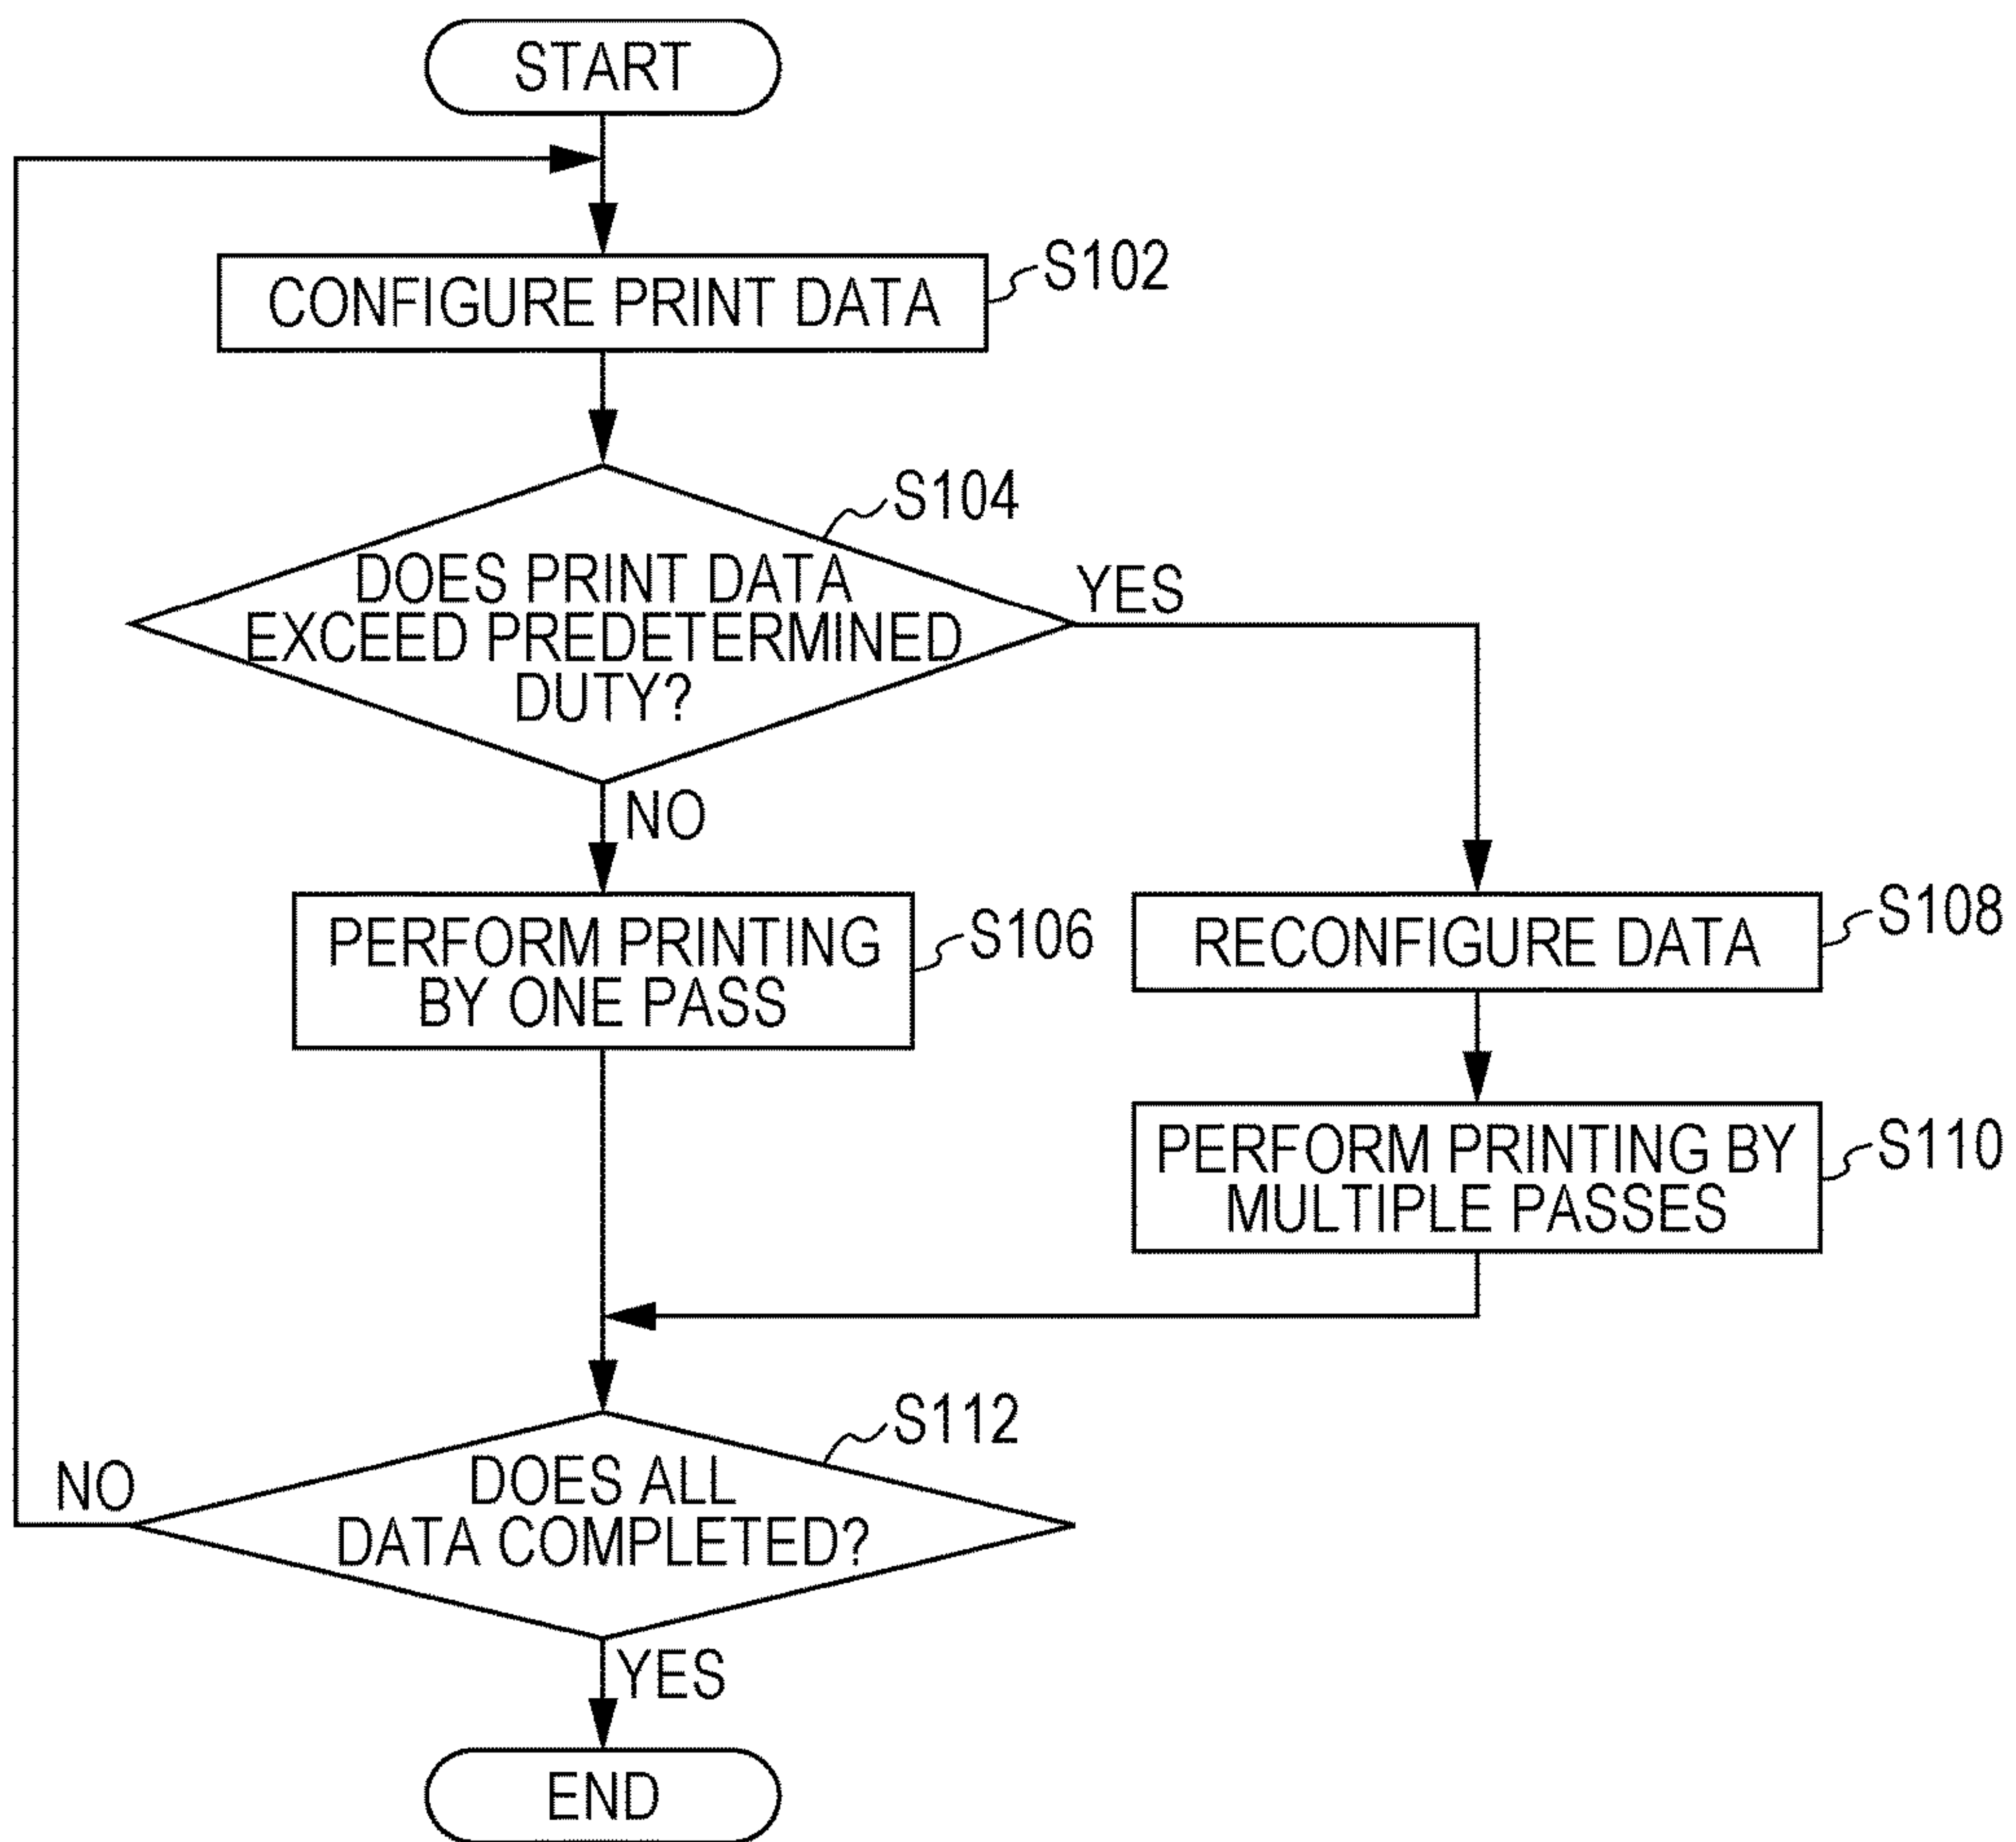 START
CONFIGURE PRINT DATA
S102
S104
DOES PRINT DATA
EXCEED PREDETERMINED
DUTY?
YES
NO
PERFORM PRINTING
BY ONE PASS
S106
RECONFIGURE DATA
S108
PERFORM PRINTING BY
MULTIPLE PASSES
S110
S112
DOES ALL
DATA COMPLETED?
NO
YES
END